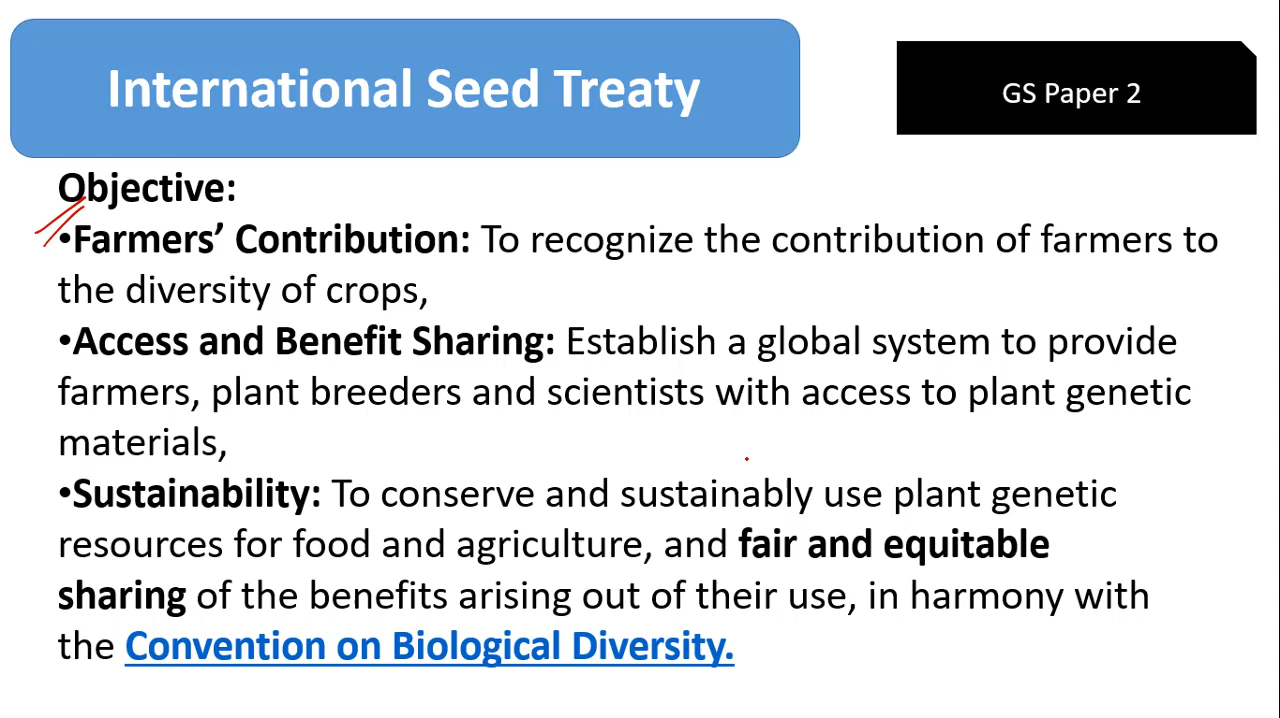 International Seed Treaty
GS Paper 2
Objective:
•Farmers’ Contribution: To recognize the contribution of farmers to
the diversity of crops,
•Access and Benefit Sharing: Establish a global system to provide
farmers, plant breeders and scientists with access to plant genetic
materials,
•Sustainability: To conserve and sustainably use plant genetic
resources for food and agriculture, and fair and equitable
sharing of the benefits arising out of their use, in harmony with
the Convention on Biological Diversity.